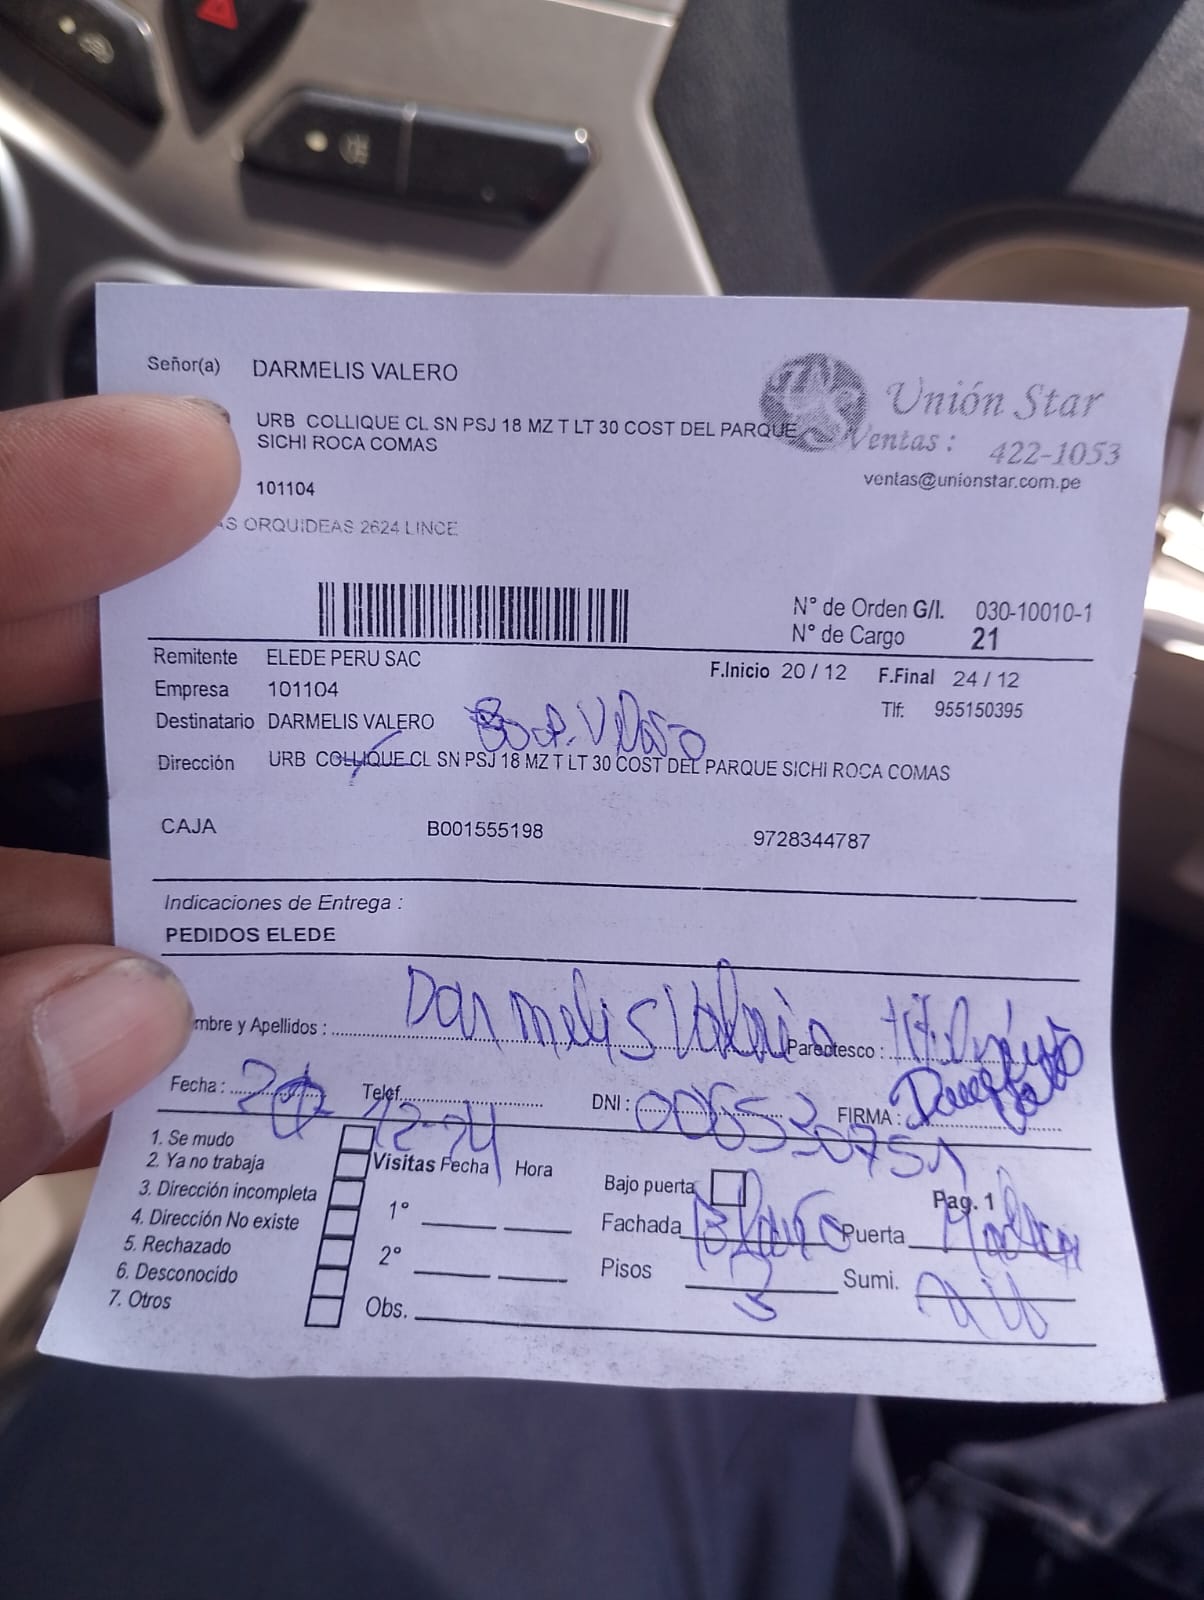 Señor(a) DARMELIS VALERO
URB COLLIQUE CL SN PSJ 18 MZ T LT 30 COST DEL PARQUE
SICHI ROCA COMAS
Unión Star
Ventas : 422-1053
ventas@unionstar.com.pe
101104
AS ORQUIDEAS 2624 LINCE
N° de Orden G/I. 030-10010-1
N° de Cargo 21
Remitente ELEDE PERU SAC
F.Inicio 20 / 12 F.Final 24 / 12
Empresa 101104
Tlf: 955150395
Destinatario DARMELIS VALERO
Dirección URB COLLIQUE CL SN PSJ 18 MZ T LT 30 COST DEL PARQUE SICHI ROCA COMAS
CAJA B001555198 9728344787
Indicaciones de Entrega :
PEDIDOS ELEDE
mbre y Apellidos : Darmelis Valero Parentesco :
Fecha : Telef. DNI : FIRMA :
12-24
1. Se mudo
2. Ya no trabaja
3. Dirección incompleta
4. Dirección No existe
5. Rechazado
6. Desconocido
7. Otros
Visitas Fecha Hora
1°
2°
Obs.
Bajo puerta Pag. 1
Fachada Puerta
Pisos 3 Sumi.